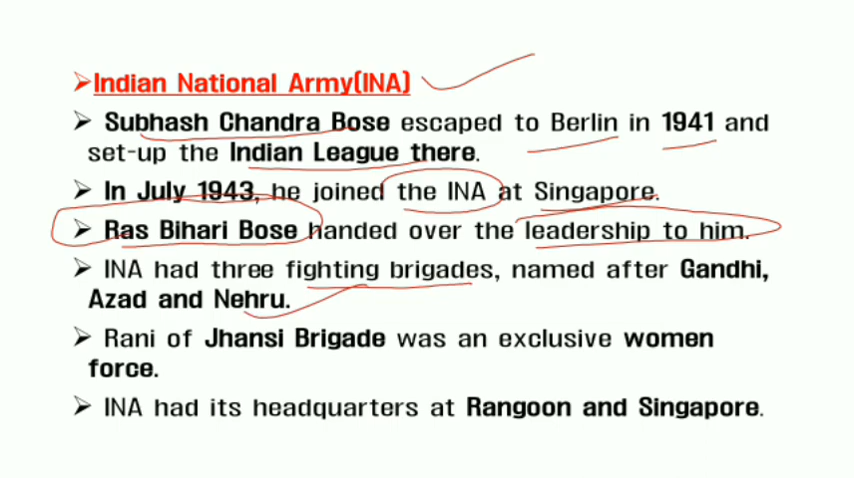 ➢Indian National Army(INA)
➢ Subhash Chandra Bose escaped to Berlin in 1941 and
set-up the Indian League there.
➢ In July 1943, he joined the INA at Singapore.
➢ Ras Bihari Bose handed over the leadership to him.
➢ INA had three fighting brigades, named after Gandhi,
Azad and Nehru.
➢ Rani of Jhansi Brigade was an exclusive women
force.
➢ INA had its headquarters at Rangoon and Singapore.